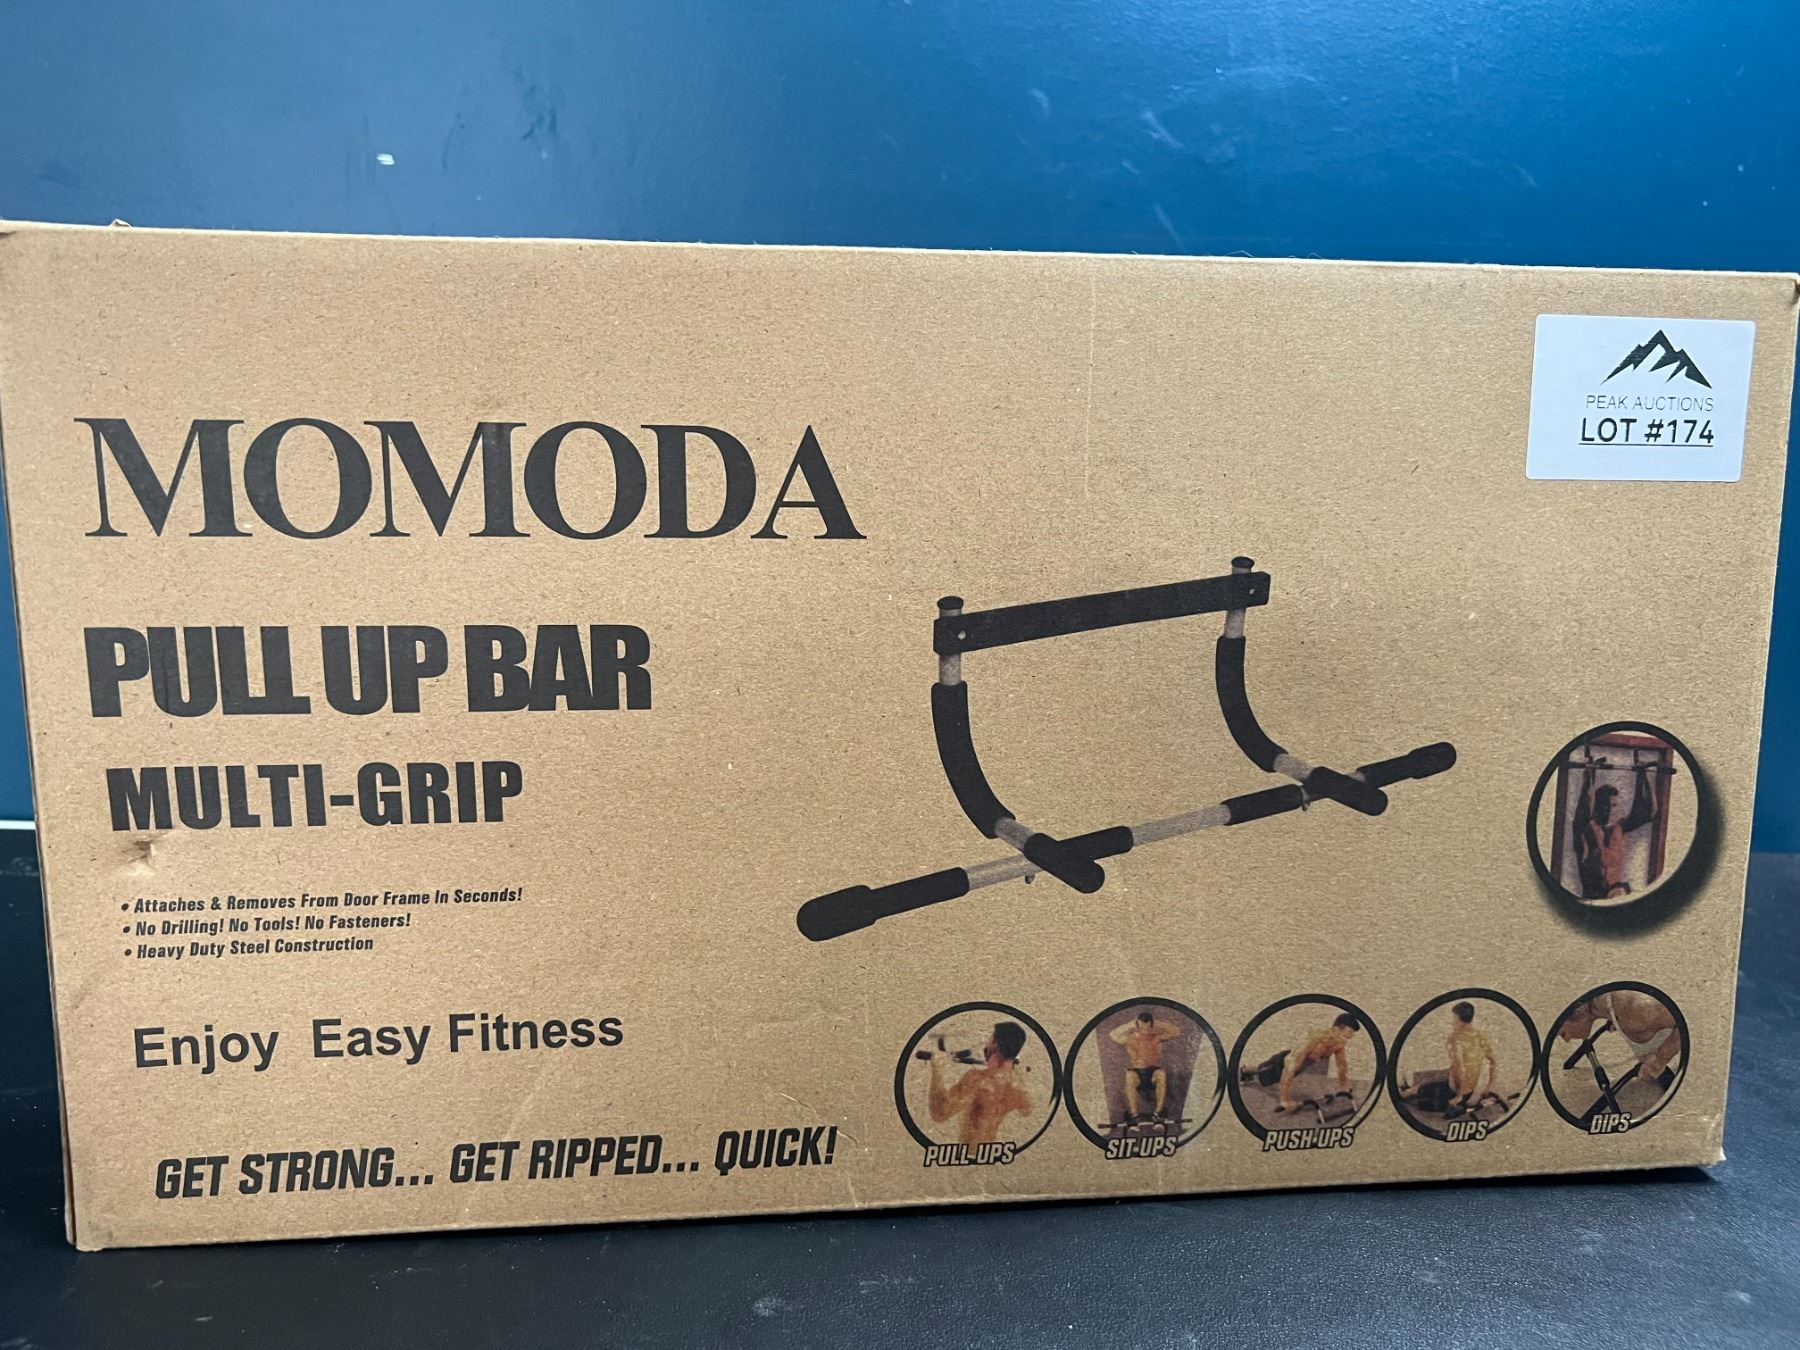 PEAK AUCTIONS
LOT #174
MOMODA
PULL UP BAR
MULTI-GRIP
• Attaches & Removes From Door Frame In Seconds!
• No Drilling! No Tools! No Fasteners!
• Heavy Duty Steel Construction
Enjoy Easy Fitness
GET STRONG... GET RIPPED... QUICK!
PULL-UPS
SIT-UPS
PUSH-UPS
DIPS
DIPS